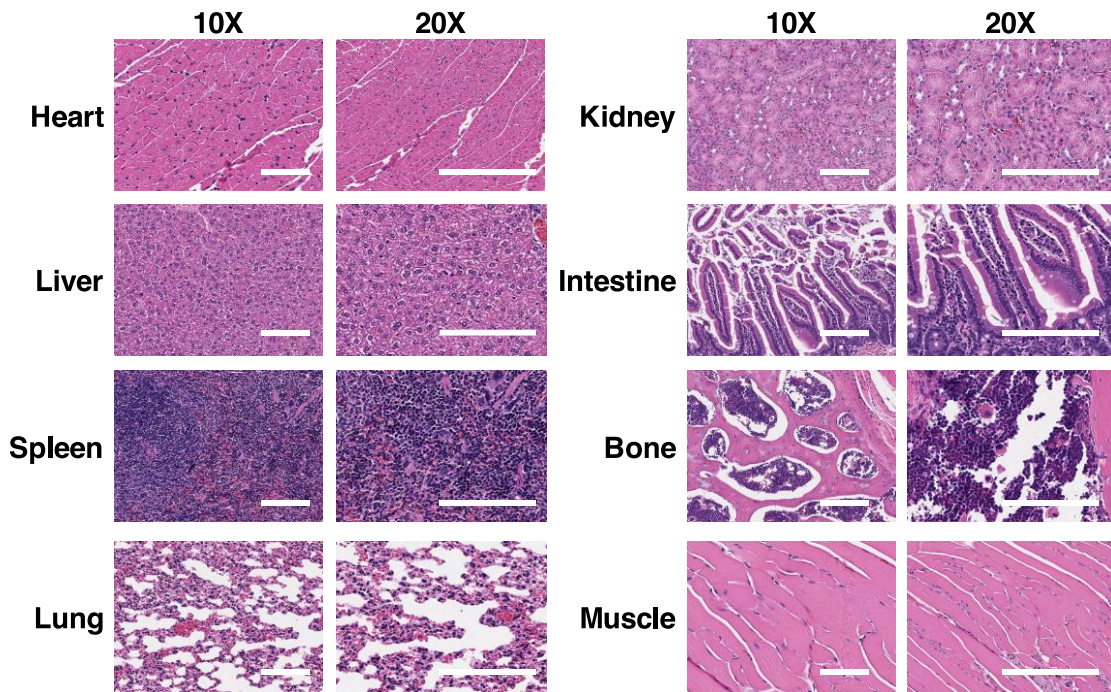 10X 20X 10X 20X
Heart Kidney
Liver Intestine
Spleen Bone
Lung Muscle